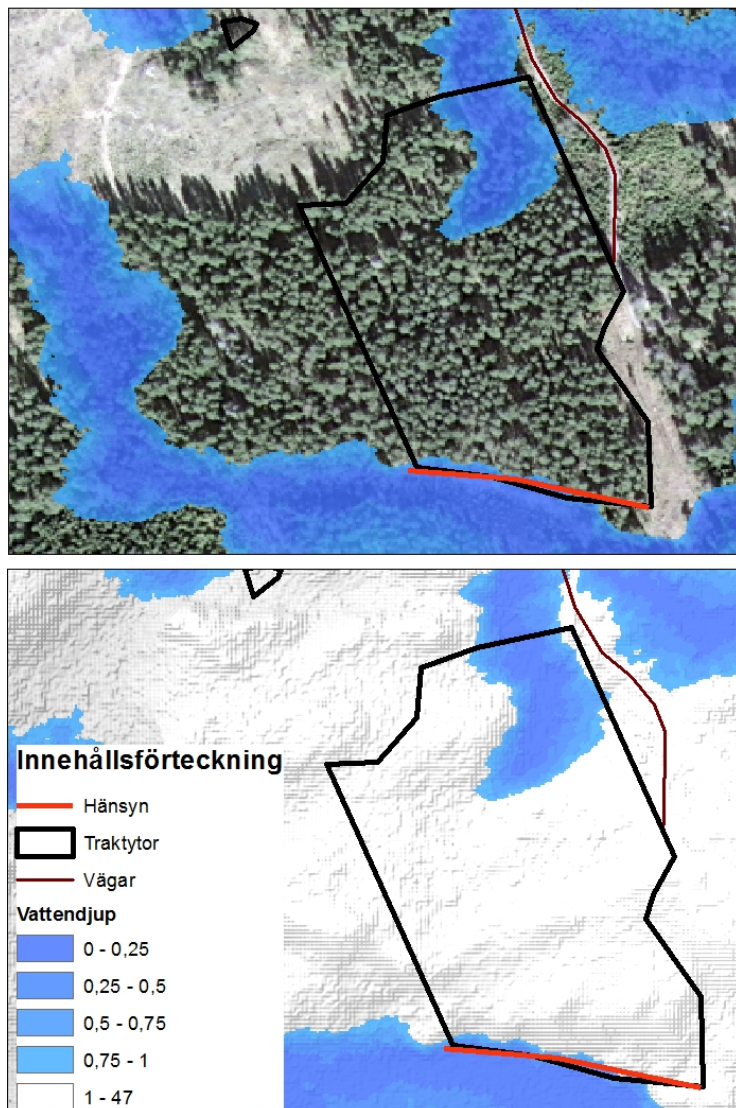 Innehållsförteckning
Hänsyn
Traktytor
Vägar
Vattendjup
0 - 0,25
0,25 - 0,5
0,5 - 0,75
0,75 - 1
1 - 47